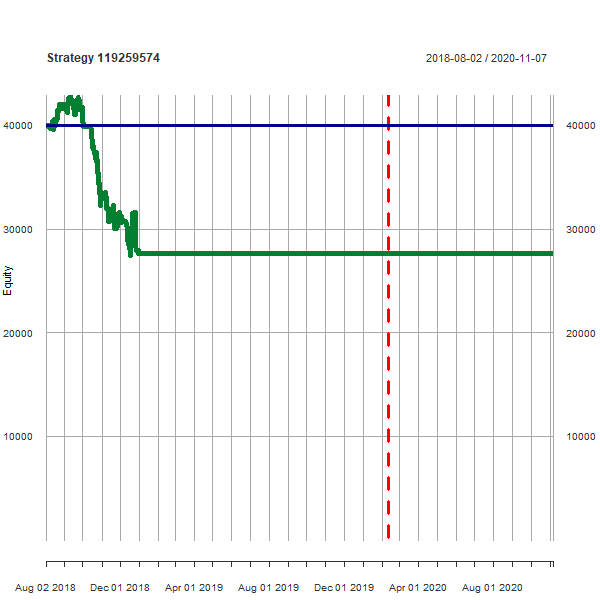 Strategy 119259574 2018-08-02 / 2020-11-07
40000 40000
30000 30000
Equity
20000 20000
10000 10000
Aug 02 2018 Dec 01 2018 Apr 01 2019 Aug 01 2019 Dec 01 2019 Apr 01 2020 Aug 01 2020